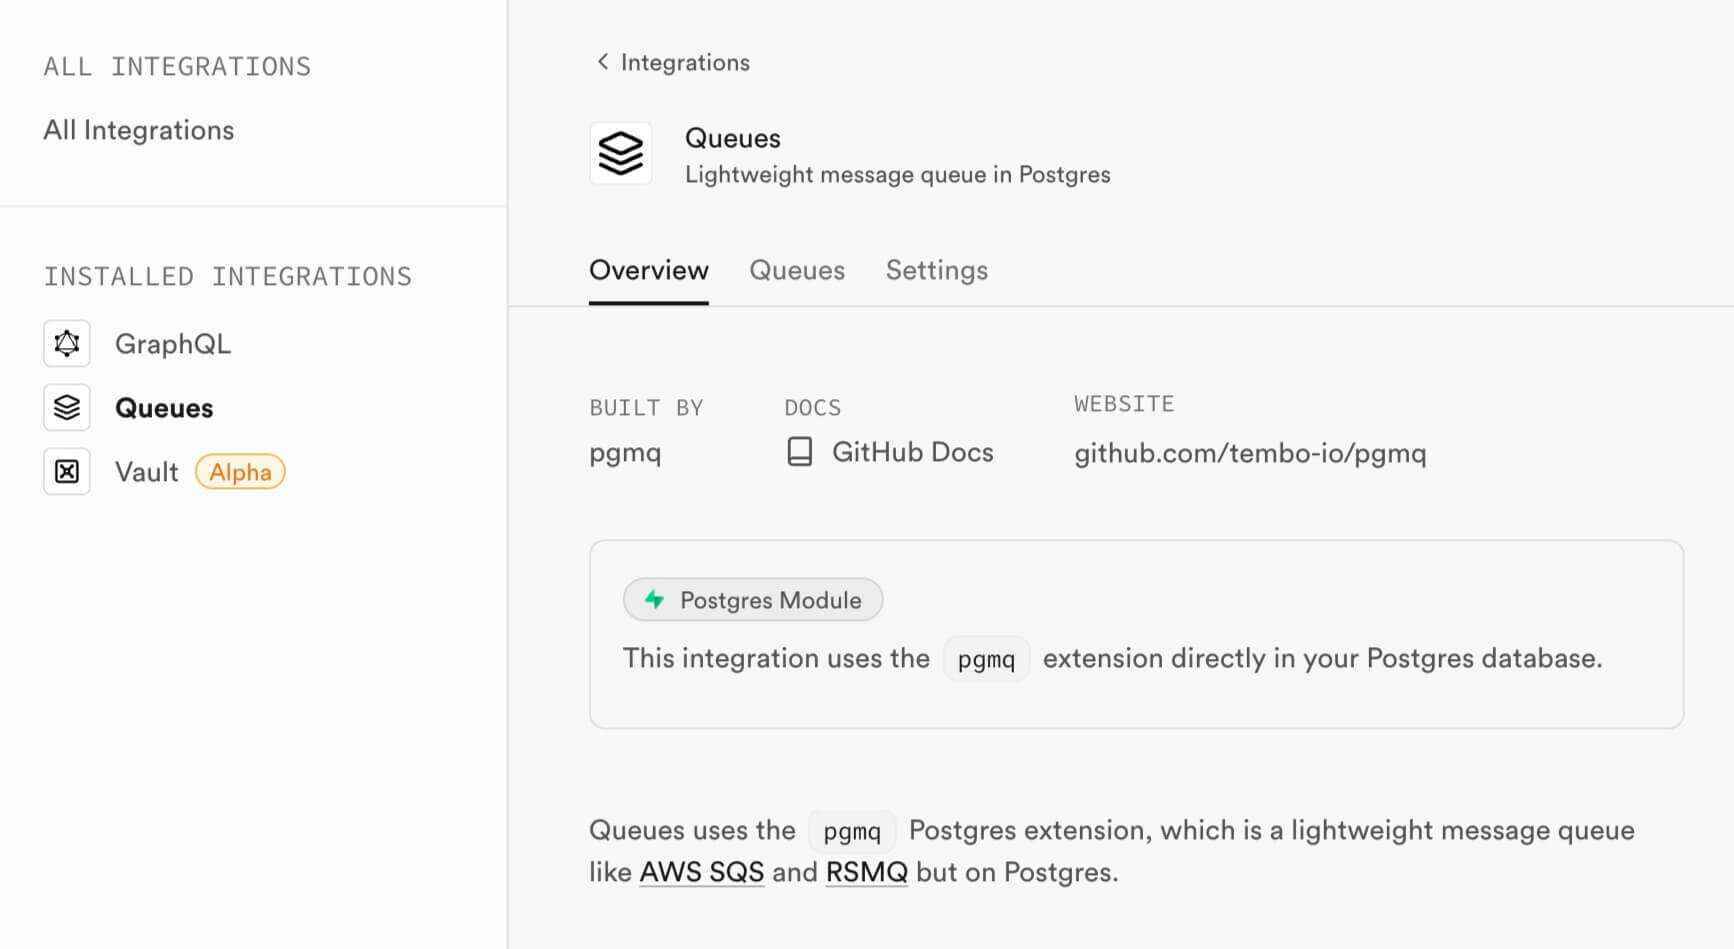 ALL INTEGRATIONS
All Integrations
INSTALLED INTEGRATIONS
GraphQL
Queues
Vault Alpha
Integrations
Queues
Lightweight message queue in Postgres
Overview Queues Settings
BUILT BY
pgmq
DOCS
GitHub Docs
WEBSITE
github.com/tembo-io/pgmq
Postgres Module
This integration uses the pgmq extension directly in your Postgres database.
Queues uses the pgmq Postgres extension, which is a lightweight message queue
like AWS SQS and RSMQ but on Postgres.